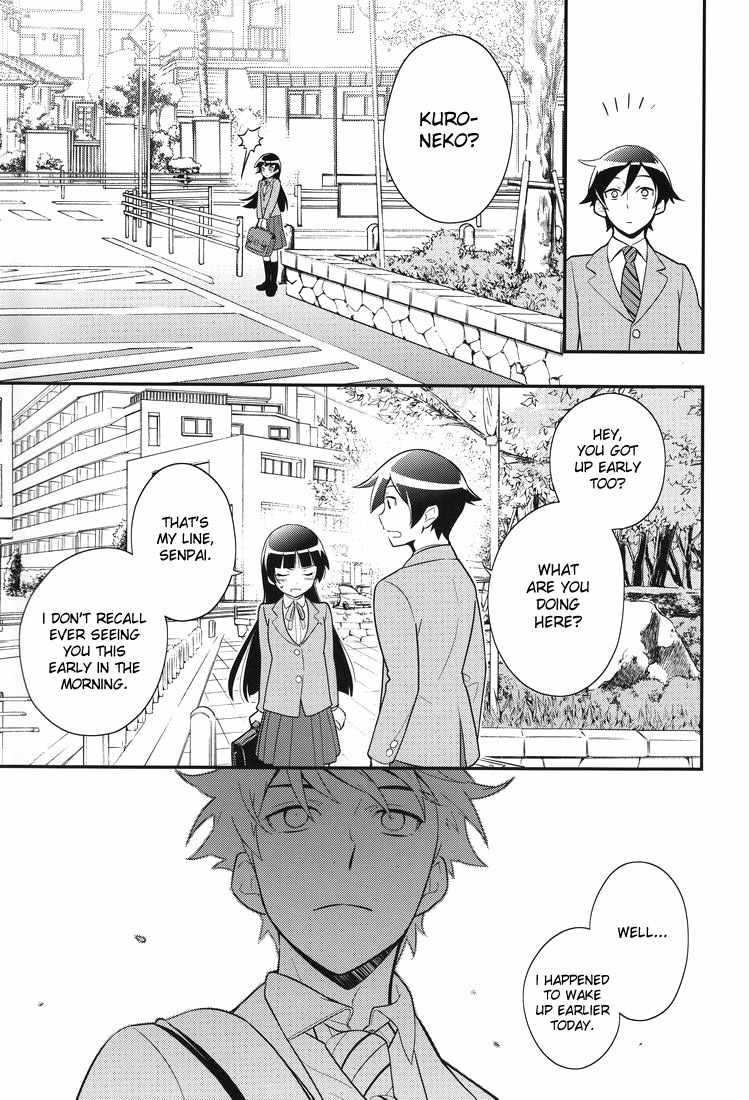 KURO-
NEKO?
HEY,
YOU GOT
UP EARLY
TOO?
WHAT
ARE YOU
DOING
HERE?
THAT'S
MY LINE,
SENPAI.
I DON'T RECALL
EVER SEEING
YOU THIS
EARLY IN THE
MORNING.
WELL...
I HAPPENED
TO WAKE
UP EARLIER
TODAY.